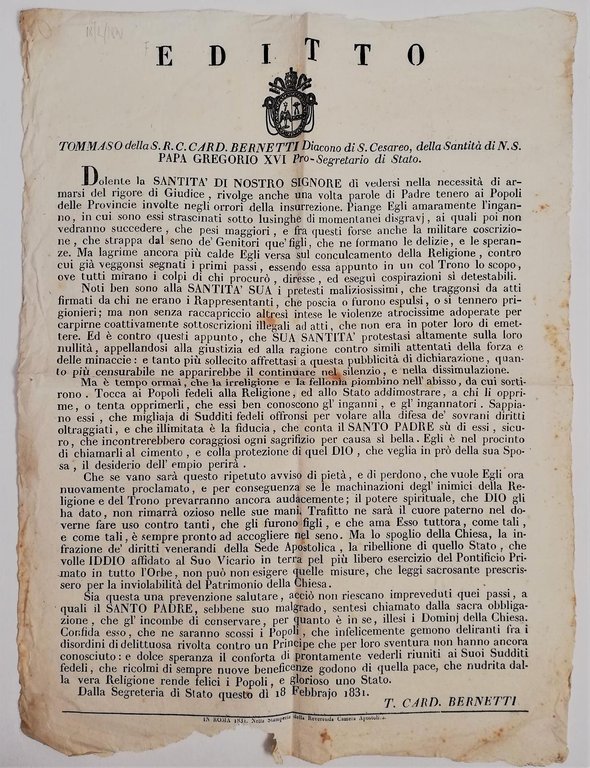 EDITTO
TOMMASO della S.R.C. CARD. BERNETTI Diacono di S. Cesareo, della Santità di N.S.
PAPA GREGORIO XVI Pro-Segretario di Stato.
Dolente la SANTITA' DI NOSTRO SIGNORE di vedersi nella necessità di ar-
marsi del rigore di Giudice, rivolge anche una volta parole di Padre tenero ai Popoli
delle Provincie involte negli orrori della insurrezione. Piange Egli amaramente l'ingan-
no, in cui sono essi strascinati sotto lusinghe di momentanei disgravj, ai quali poi non
vedranno succedere, che pesi maggiori, e fra questi forse anche la militare coscrizio-
ne, che strappa dal seno de' Genitori que' figli, che ne formano le delizie, e le speran-
ze. Ma lagrime ancora più calde Egli versa sul conculcamento della Religione, contro
cui già veggonsi segnati i primi passi, essendo essa appunto in un col Trono lo scopo,
ove tutti mirano i colpi di chi procurò, diresse, ed eseguì cospirazioni sì detestabili.
Noti ben sono alla SANTITA' SUA i pretesti maliziosissimi, che traggonsi da atti
firmati da chi ne erano i Rappresentanti, che poscia o furono espulsi, o si tennero pri-
gionieri; ma non senza raccapriccio altresì intese le violenze atrocissime adoperate per
carpirne coattivamente sottoscrizioni illegali ad atti, che non era in poter loro di emet-
tere. Ed è contro questi appunto, che SUA SANTITA' protestasi altamente sulla loro
nullità, appellandosi alla giustizia ed alla ragione contro simili attentati della forza e
delle minaccie: e tanto più sollecito affrettasi a questa pubblicità di dichiarazione, quan-
to più censurabile ne apparirebbe il continuare nel silenzio, e nella dissimulazione.
Ma è tempo ormai, che la irreligione e la fellonia piombino nell'abisso, da cui sorti-
rono. Tocca ai Popoli fedeli alla Religione, ed allo Stato addimostrare, a chi li oppri-
me, o tenta opprimerli, che essi ben conoscono gl' inganni, e gl' ingannatori. Sappia-
no essi, che migliaja di Sudditi fedeli offronsi per volare alla difesa de' sovrani diritti
oltraggiati, e che illimitata è la fiducia, che conta il SANTO PADRE sù di essi, sicu-
ro, che incontrerebbero coraggiosi ogni sagrifizio per causa sì bella. Egli è nel procinto
di chiamarli al cimento, e colla protezione di quel DIO, che veglia in prò della sua Spo-
sa, il desiderio dell' empio perirà.
Che se vano sarà questo ripetuto avviso di pietà, e di perdono, che vuole Egli ora
nuovamente proclamato, e per conseguenza se le machinazioni degl' inimici della Re-
ligione e del Trono prevarranno ancora audacemente; il potere spirituale, che DIO gli
ha dato, non rimarrà ozioso nelle sue mani. Trafitto ne sarà il cuore paterno nel do-
verne fare uso contro tanti, che gli furono figli, e che ama Esso tuttora, come tali,
e come tali, è sempre pronto ad accogliere nel seno. Ma lo spoglio della Chiesa, la in-
frazione de' diritti venerandi della Sede Apostolica, la ribellione di quello Stato, che
volle IDDIO affidato al Suo Vicario in terra pel più libero esercizio del Pontificio Pri-
mato in tutto l'Orbe, non può non esigere quelle misure, che leggi sacrosante prescris-
sero per la inviolabilità del Patrimonio della Chiesa.
Sia questa una prevenzione salutare, acciò non riescano impreveduti quei passi, a
quali il SANTO PADRE, sebbene suo malgrado, sentesi chiamato dalla sacra obbliga-
zione, che gl' incombe di conservare, per quanto è in se, illesi i Dominj della Chiesa.
Confida esso, che ne saranno scossi i Popoli, che infelicemente gemono deliranti fra i
disordini di delittuosa rivolta contro un Principe che per loro sventura non hanno ancora
conosciuto: e dolce speranza il conforta di prontamente vederli riuniti ai Suoi Sudditi
fedeli, che ricolmi di sempre nuove beneficenze godono di quella pace, che nudrita dal-
la vera Religione rende felici i Popoli, e glorioso uno Stato.
Dalla Segreteria di Stato questo dì 18 Febbrajo 1831.
T. CARD. BERNETTI
IN ROMA 1831. Nella Stamperia della Reverenda Camera Apostolica.